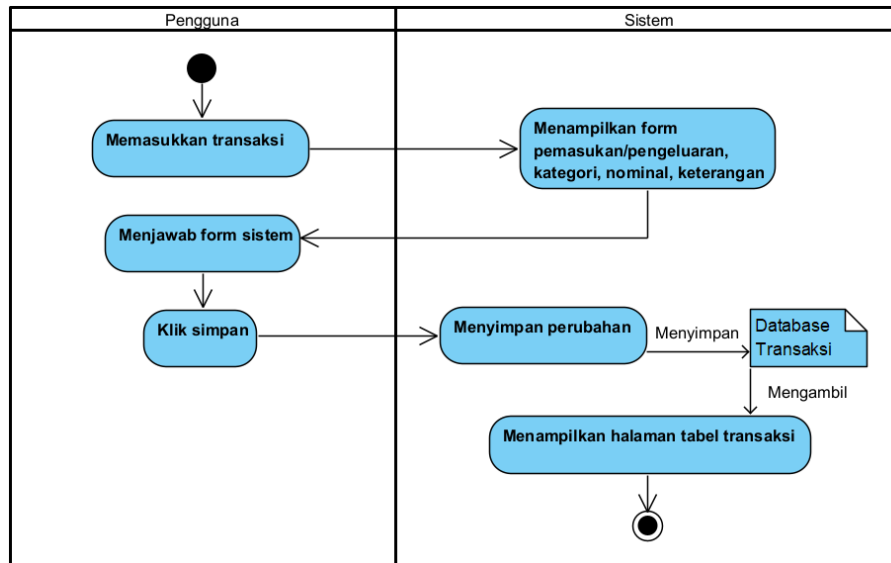 Pengguna
Sistem
Memasukkan transaksi
Menampilkan form
pemasukan/pengeluaran,
kategori, nominal, keterangan
Menjawab form sistem
Klik simpan
Menyimpan perubahan
Menyimpan
Database
Transaksi
Mengambil
Menampilkan halaman tabel transaksi